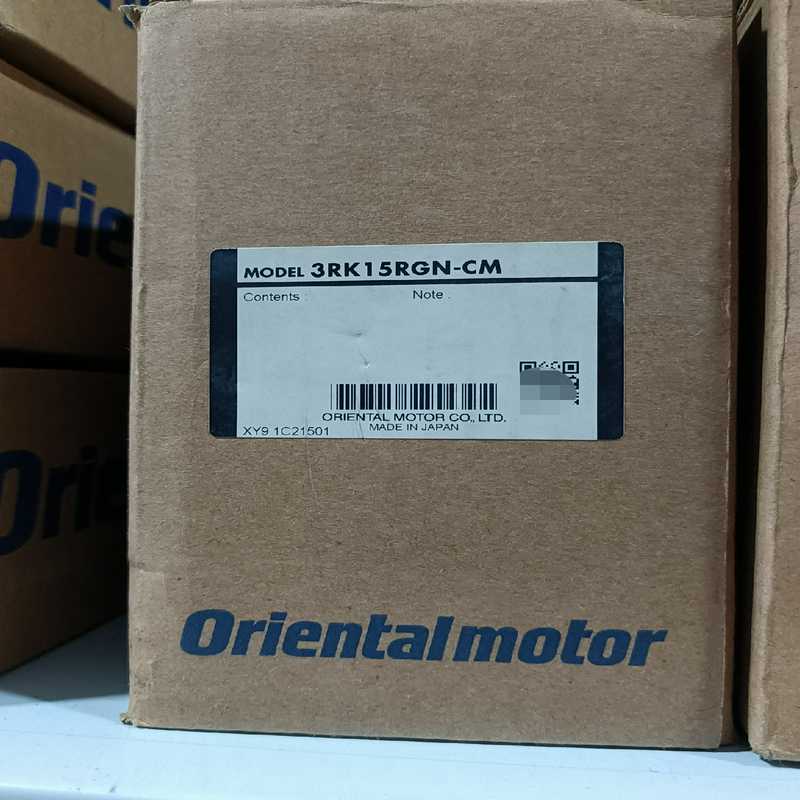 MODEL 3RK15RGN-CM
Contents : Note .
ORIENTAL MOTOR CO., LTD.
XY9 1C21501 MADE IN JAPAN
Orientalmotor
Orie
Orie